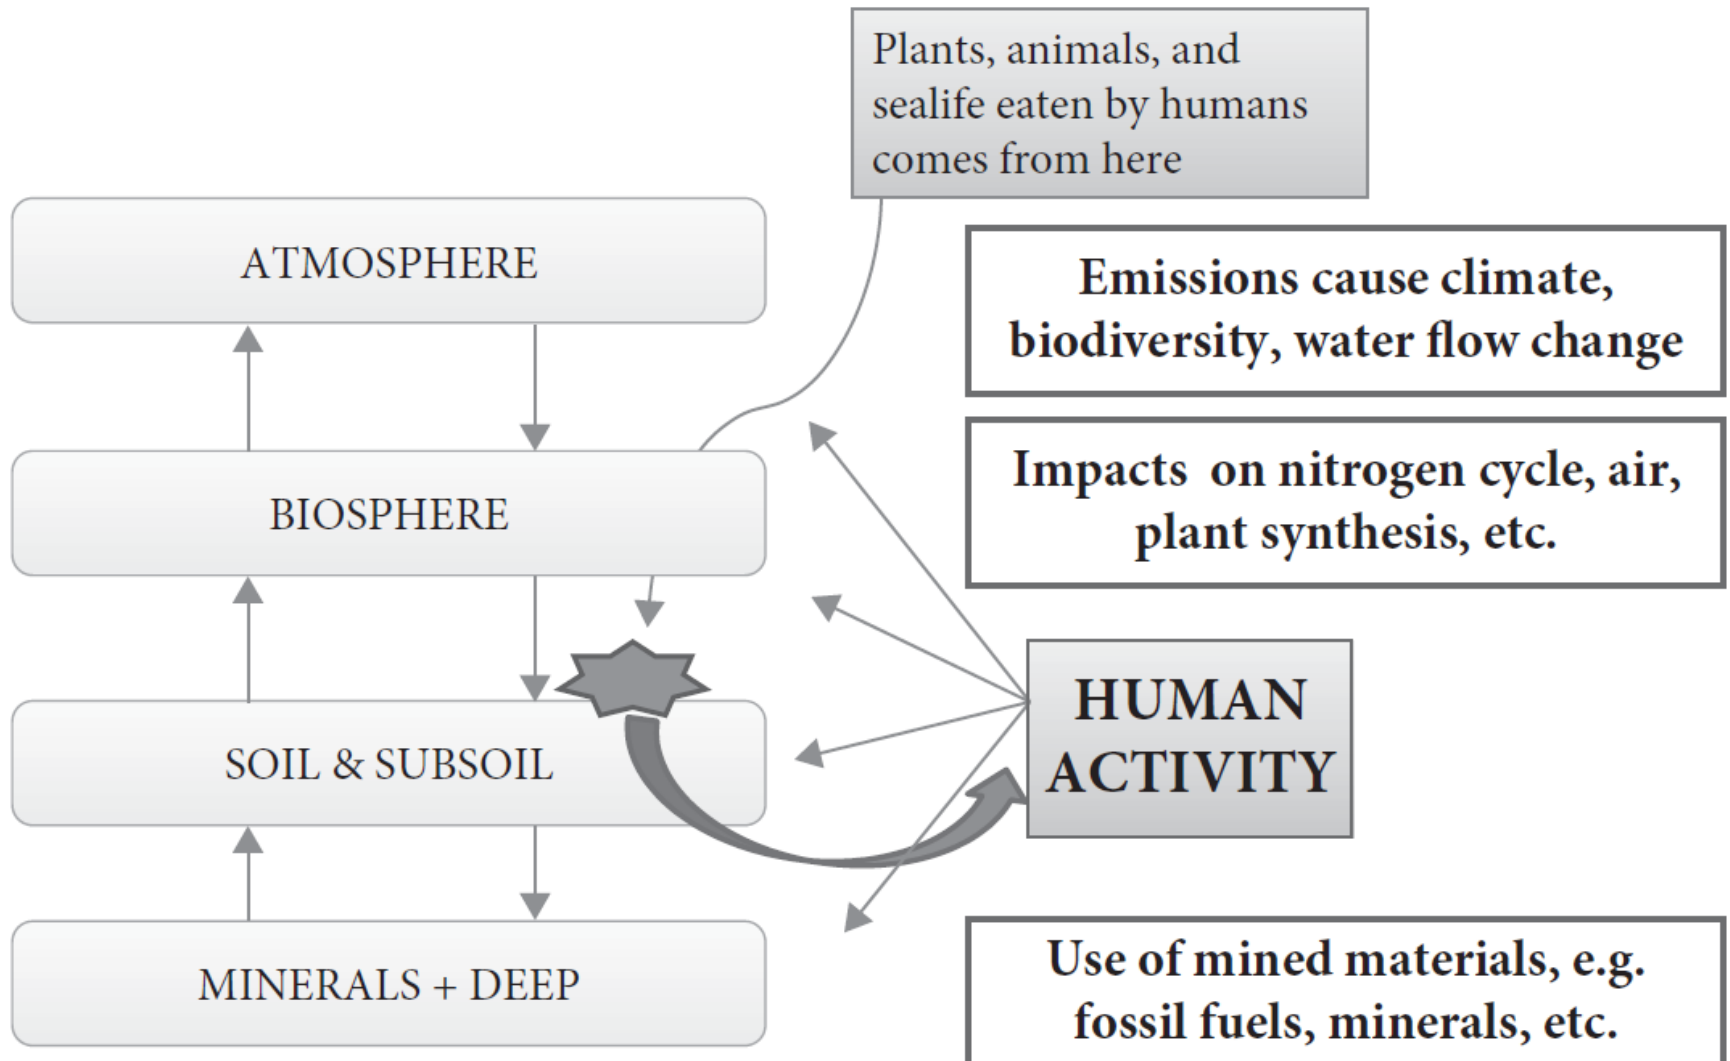 Plants, animals, and
sealife eaten by humans
comes from here
ATMOSPHERE
Emissions cause climate,
biodiversity, water flow change
Impacts on nitrogen cycle, air,
plant synthesis, etc.
BIOSPHERE
HUMAN
ACTIVITY
SOIL & SUBSOIL
MINERALS + DEEP
Use of mined materials, e.g.
fossil fuels, minerals, etc.